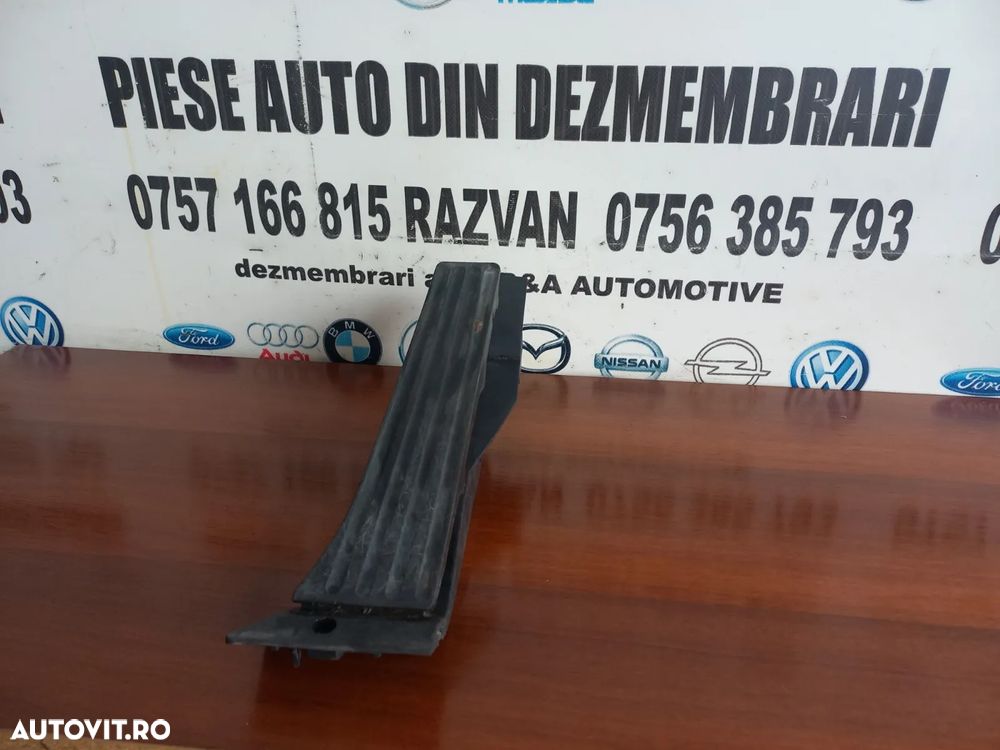 PIESE AUTO DIN DEZMEMBRARI
03 0757 166 815 RAZVAN 0756 385 793
dezmembrari &A AUTOMOTIVE
Ford Audi BMW NISSAN Ford
AUTOVIT.RO